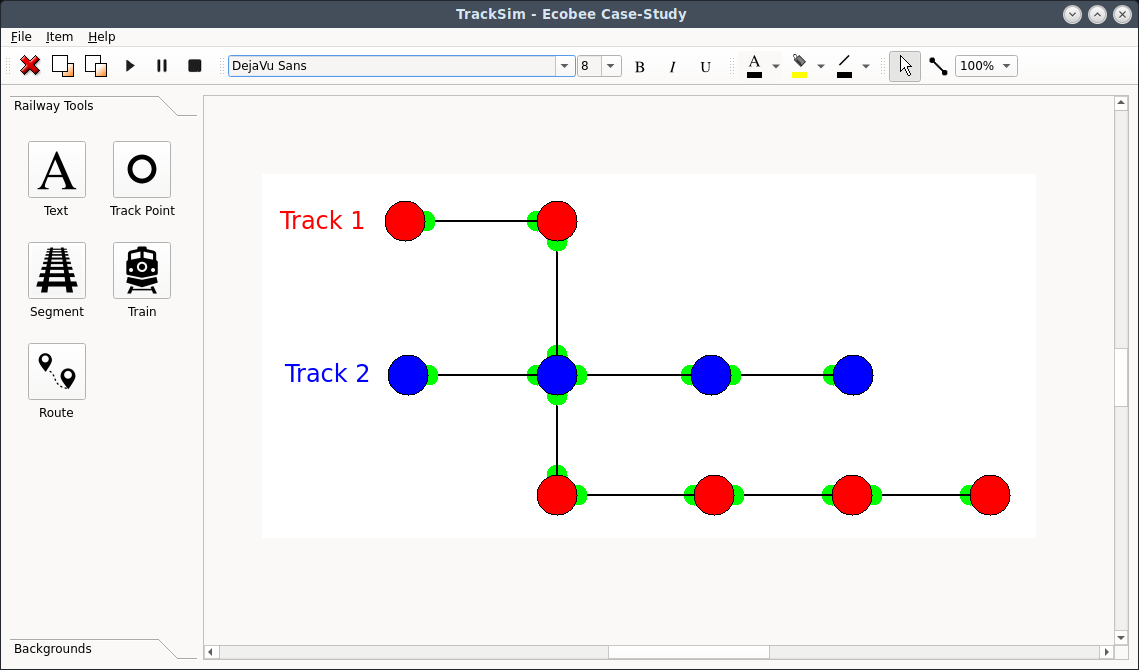 TrackSim - Ecobee Case-Study
File Item Help
DejaVu Sans 8 B I U A 100%
Railway Tools
A
Text Track Point
Segment Train
Route
Backgrounds
Track 1
Track 2